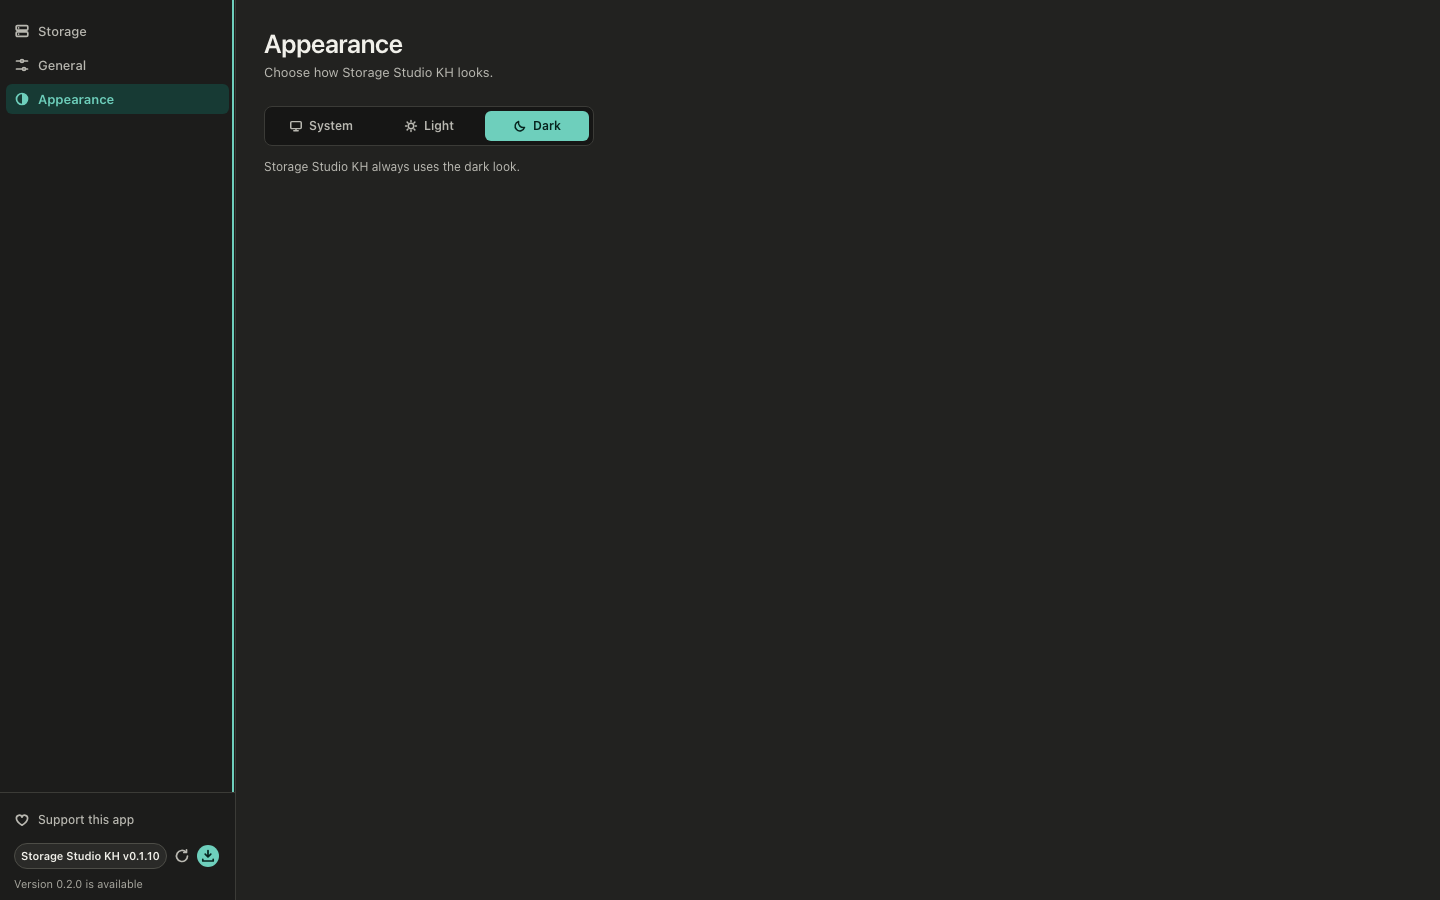 Storage
General
Appearance
Appearance
Choose how Storage Studio KH looks.
System
Light
Dark
Storage Studio KH always uses the dark look.
Support this app
Storage Studio KH v0.1.10
Version 0.2.0 is available